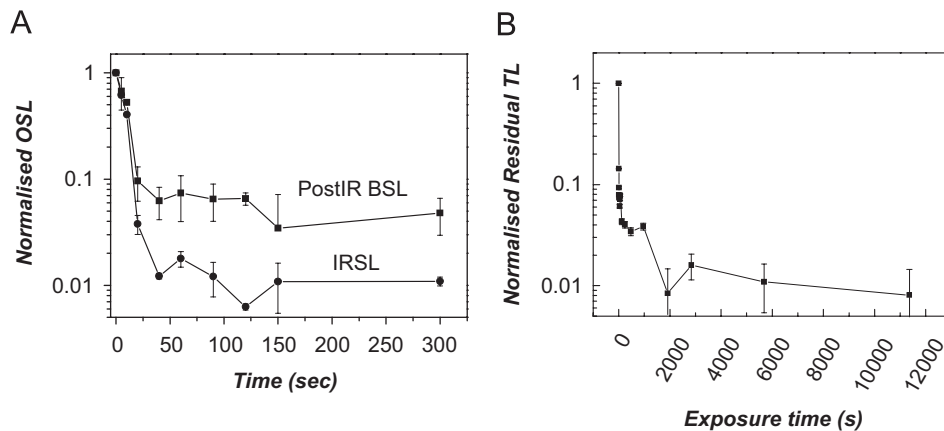 A
Normalised OSL
1
0.1
0.01
PostIR BSL
IRSL
0 50 100 150 200 250 300
Time (sec)
B
Normalised Residual TL
1
0.1
0.01
0 2000 4000 6000 8000 10000 12000
Exposure time (s)